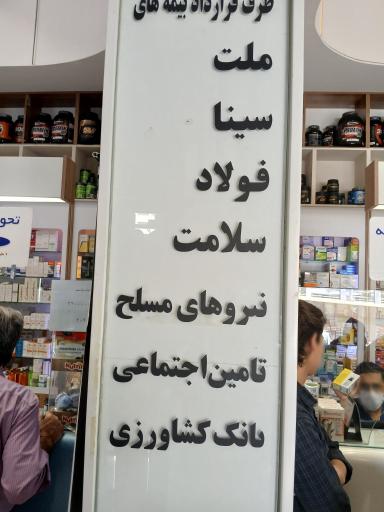 طرف قرارداد بیمه های
ملت
سینا
فولاد
سلامت
نیروهای مسلح
تامین اجتماعی
بانک کشاورزی